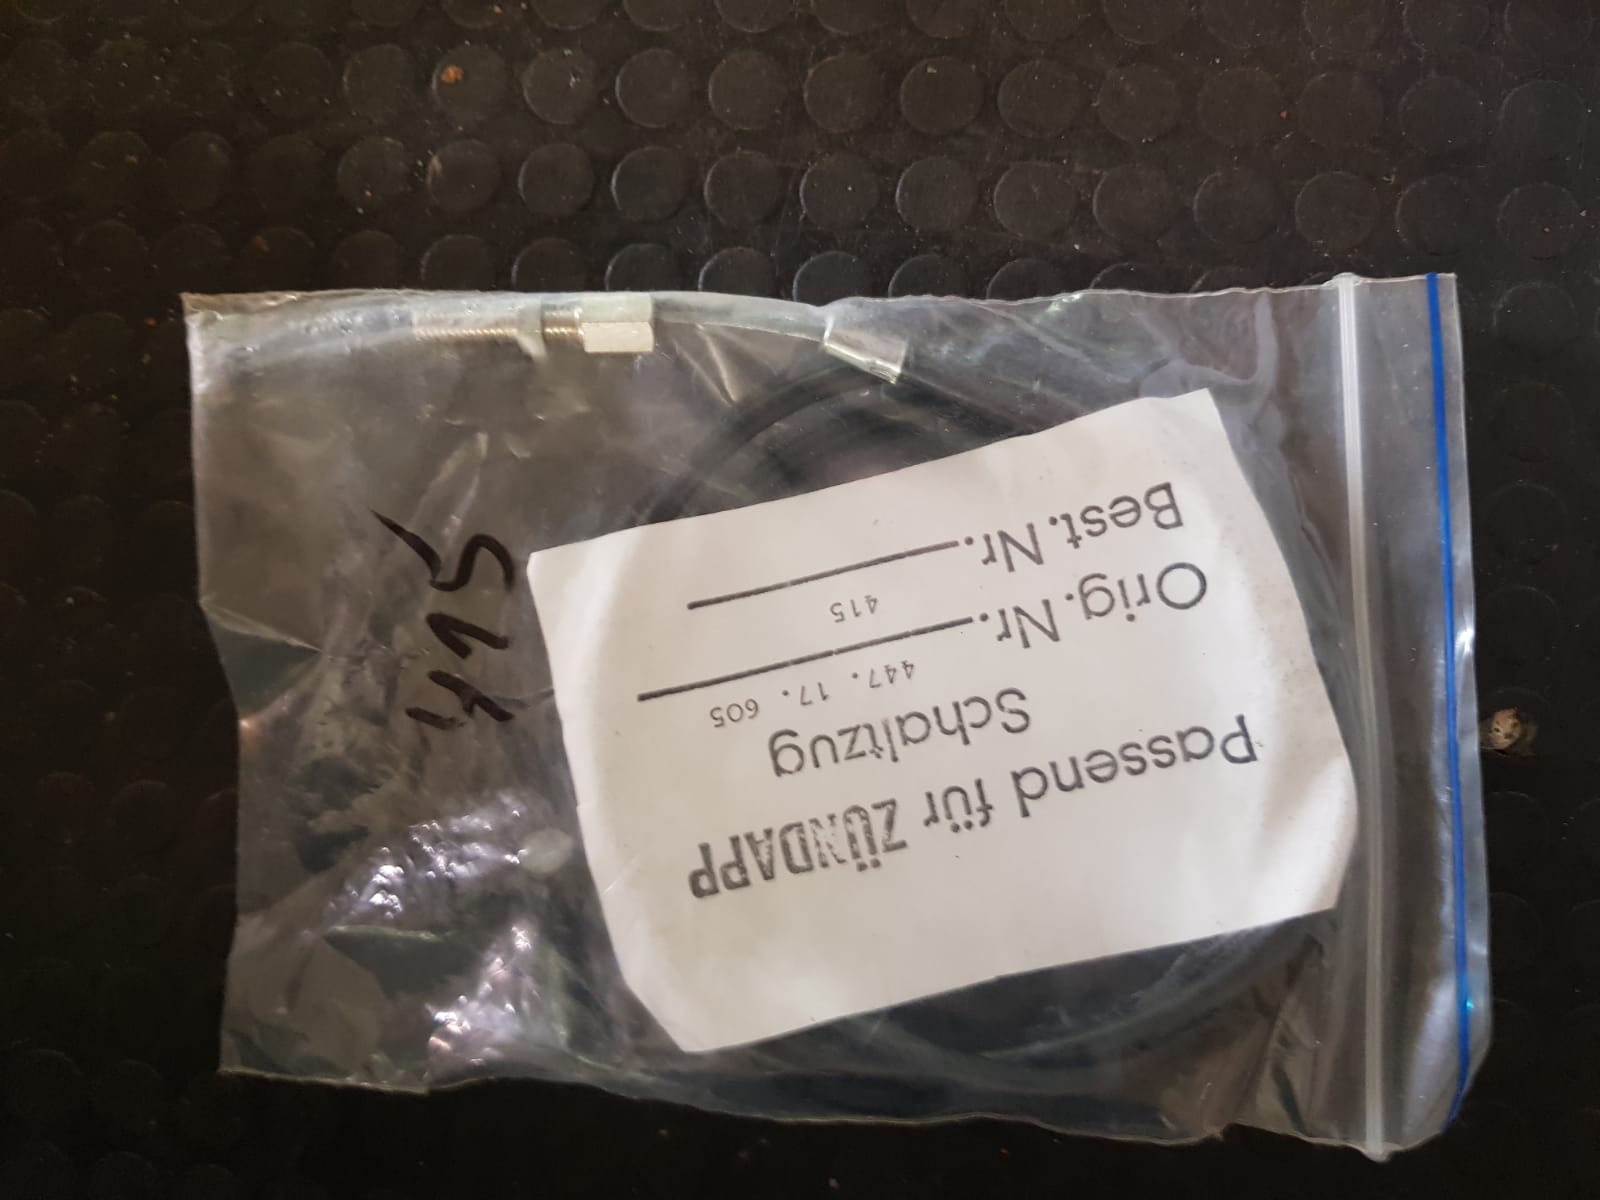 Passend für ZÜNDAPP
Schaltzug
Orig. Nr. 447. 17. 605
Best. Nr. 415
415